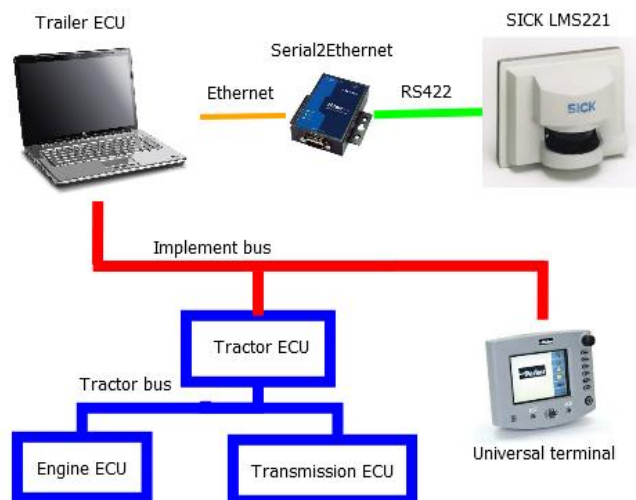 Trailer ECU
SICK LMS221
Serial2Ethernet
Ethernet
RS422
SICK
Implement bus
Tractor ECU
Parker
Tractor bus
Engine ECU
Transmission ECU
Universal terminal